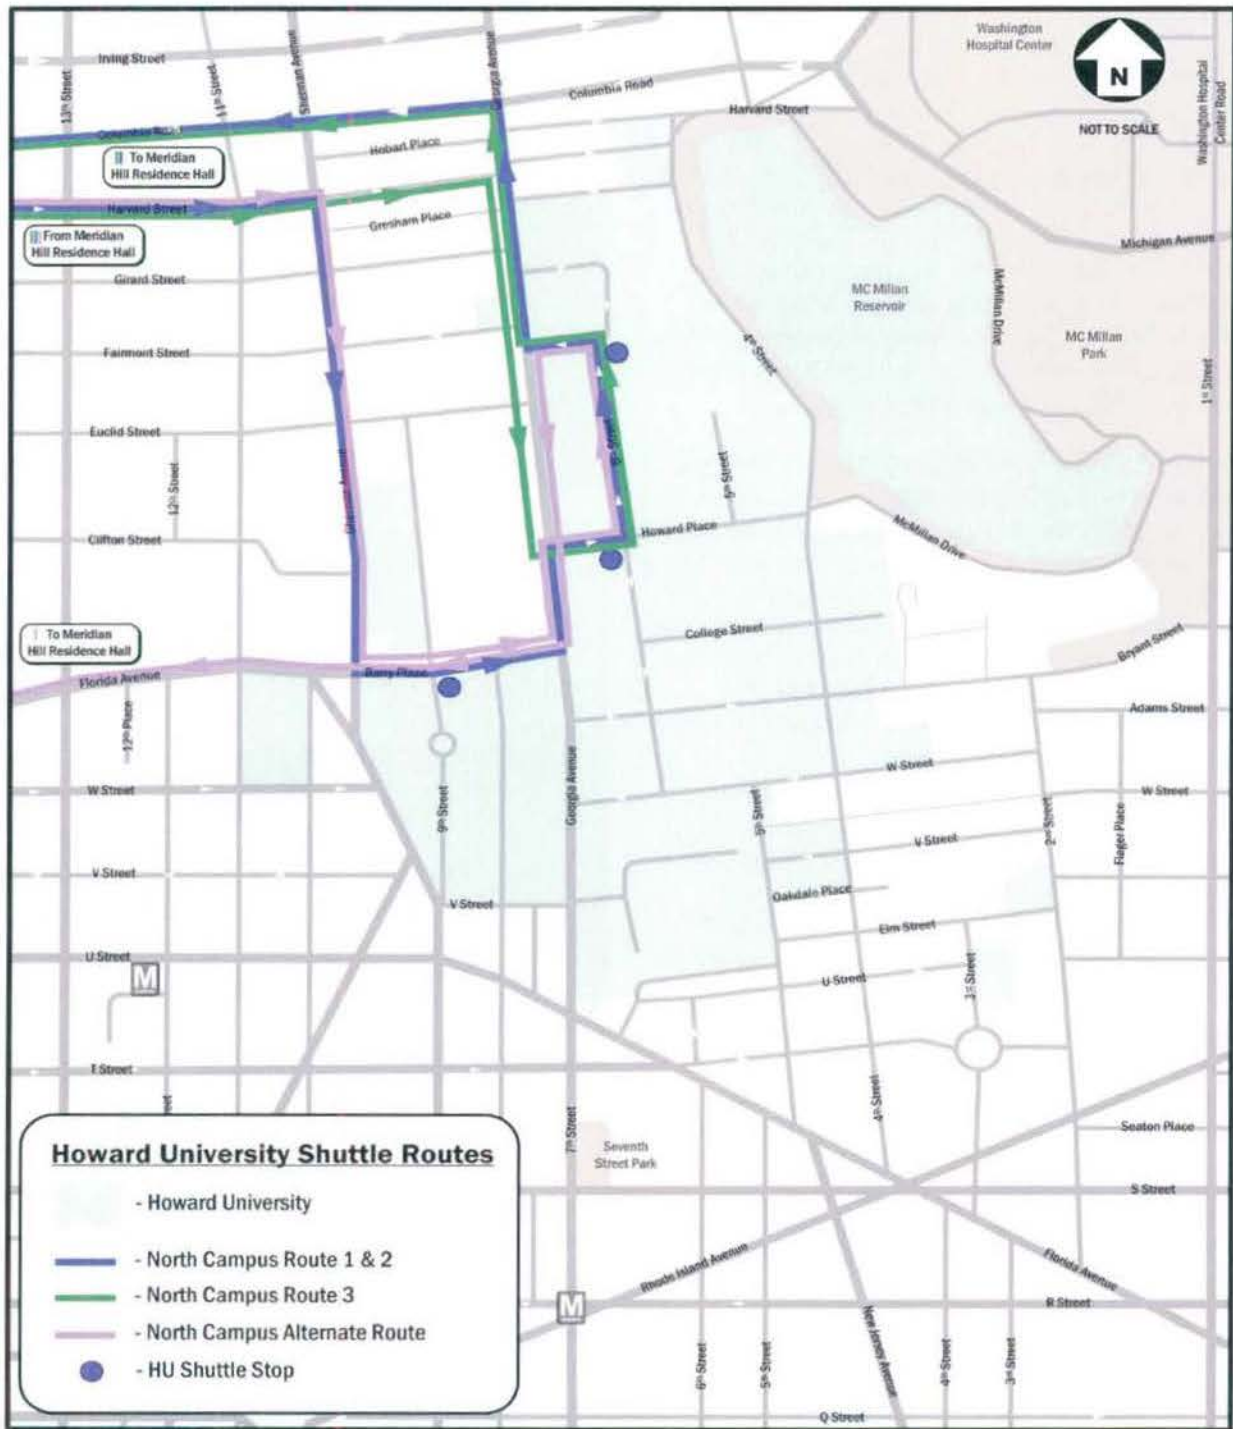 Washington
Hospital Center
N
NOT TO SCALE
Washington Hospital
Center Road
Irving Street
13th Street
11th Street
Sherman Avenue
Georgia Avenue
Columbia Road
Harvard Street
Columbia Road
Hobart Place
To Meridian
Hill Residence Hall
Harvard Street
From Meridian
Hill Residence Hall
Gresham Place
Girard Street
Michigan Avenue
MC Millan
Reservoir
McMillan Drive
MC Millan
Park
4th Street
Fairmont Street
1st Street
Euclid Street
12th Street
Sherman Avenue
6th Street
5th Street
Howard Place
Clifton Street
McMillan Drive
To Meridian
Hill Residence Hall
College Street
Bryant Street
Florida Avenue
Barry Place
12th Place
Adams Street
W Street
9th Street
Georgia Avenue
5th Street
W Street
2nd Street
W Street
Flager Place
V Street
V Street
V Street
Oakdale Place
Elm Street
U Street
M
U Street
1st Street
T Street
reet
4th Street
7th Street
Seventh
Street Park
Seaton Place
S Street
Howard University Shuttle Routes
- Howard University
- North Campus Route 1 & 2
- North Campus Route 3
- North Campus Alternate Route
- HU Shuttle Stop
M
Rhode Island Avenue
Florida Avenue
R Street
New Jersey Avenue
6th Street
5th Street
4th Street
3rd Street
Q Street